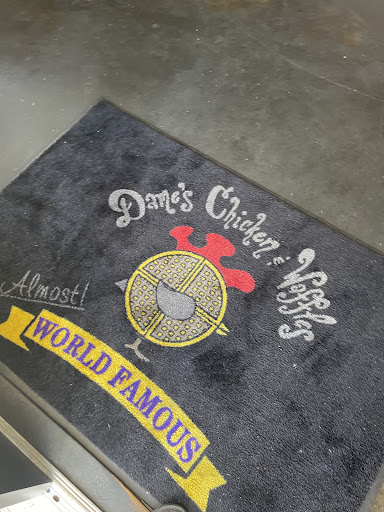 Dame's Chicken & Waffles
Almost!
WORLD FAMOUS